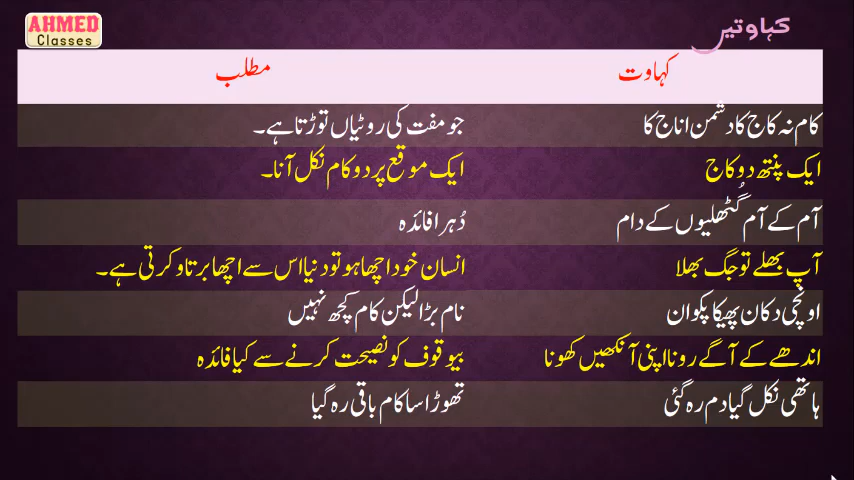 AHMED
Classes
کہاوتیں
کہاوت مطلب
کام نہ کاج کا دشمن اناج کا جو مفت کی روٹیاں توڑتا ہے۔
ایک پنتھ دو کاج ایک موقع پر دو کام نکل آنا۔
آم کے آم گُٹھلیوں کے دام دُہرا فائدہ
آپ بھلے تو جگ بھلا انسان خود اچھا ہو تو دنیا اس سے اچھا برتاو کرتی ہے۔
اونچی دکان پھیکا پکوان نام بڑا لیکن کام کچھ نہیں
اندھے کے آگے رونا اپنی آنکھیں کھونا بیوقوف کو نصیحت کرنے سے کیا فائدہ
ہاتھی نکل گیا دم رہ گئی تھوڑا سا کام باقی رہ گیا